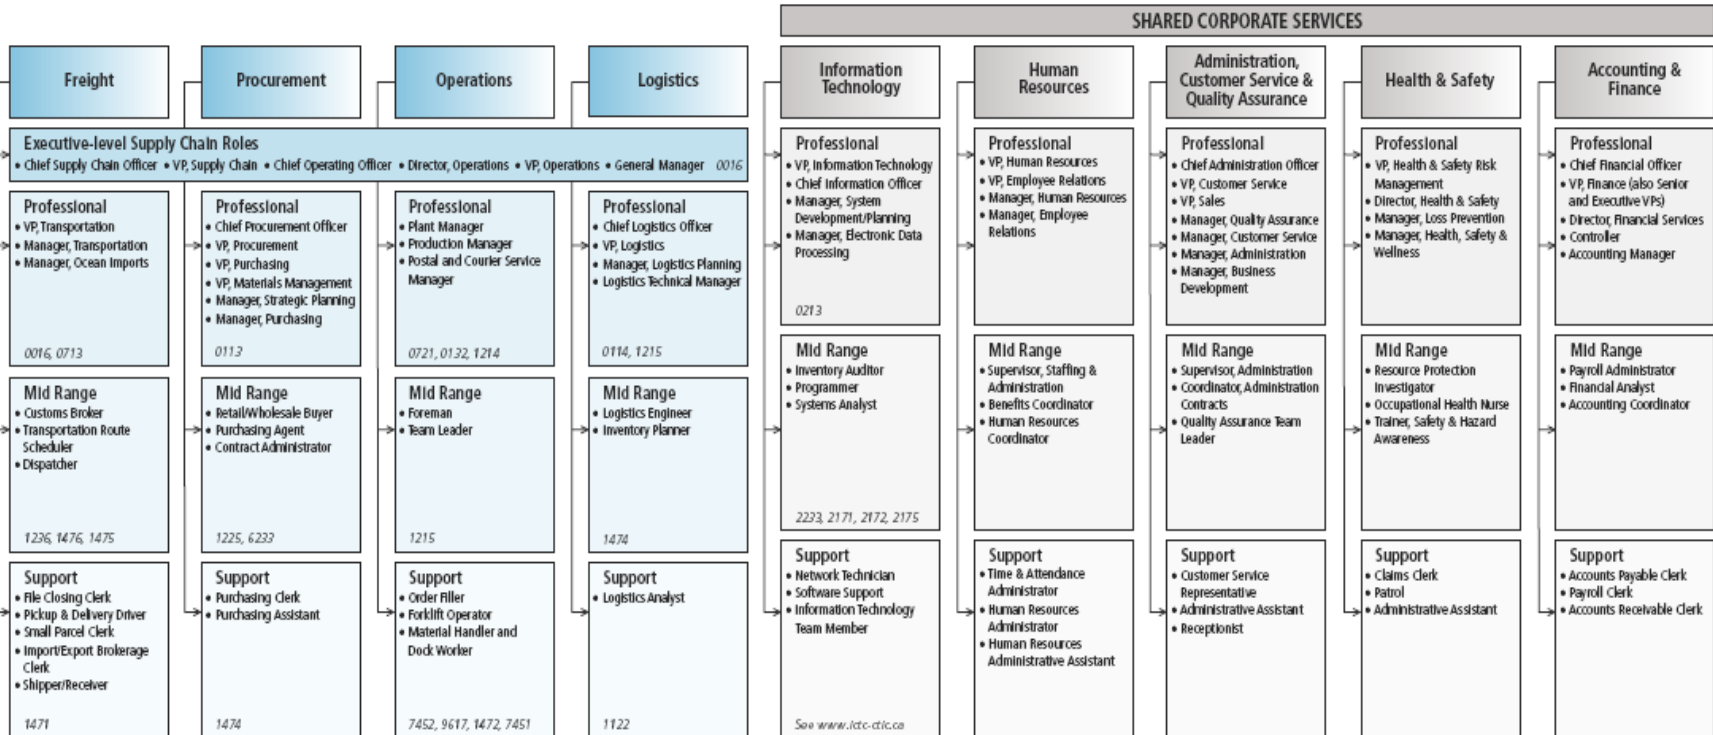 SHARED CORPORATE SERVICES
Freight
Procurement
Operations
Logistics
Information
Technology
Human
Resources
Administration,
Customer Service &
Quality Assurance
Health & Safety
Accounting &
Finance
Executive-level Supply Chain Roles
• Chief Supply Chain Officer • VP, Supply Chain • Chief Operating Officer • Director, Operations • VP, Operations • General Manager 0016
Professional
• VP, Transportation
• Manager, Transportation
• Manager, Ocean Imports
0016, 0713
Professional
• Chief Procurement Officer
• VP, Procurement
• VP, Purchasing
• VP, Materials Management
• Manager, Strategic Planning
• Manager, Purchasing
0113
Professional
• Plant Manager
• Production Manager
• Postal and Courier Service
Manager
0721, 0132, 1214
Professional
• Chief Logistics Officer
• VP, Logistics
• Manager, Logistics Planning
• Logistics Technical Manager
0114, 1215
Professional
• VP, Information Technology
• Chief Information Officer
• Manager, System
Development/Planning
• Manager, Electronic Data
Processing
0213
Professional
• VP, Human Resources
• VP, Employee Relations
• Manager, Human Resources
• Manager, Employee
Relations
Professional
• Chief Administration Officer
• VP, Customer Service
• VP, Sales
• Manager, Quality Assurance
• Manager, Customer Service
• Manager, Administration
• Manager, Business
Development
Professional
• VP, Health & Safety Risk
Management
• Director, Health & Safety
• Manager, Loss Prevention
• Manager, Health, Safety &
Wellness
Professional
• Chief Financial Officer
• VP, Finance (also Senior
and Executive VPs)
• Director, Financial Services
• Controller
• Accounting Manager
Mid Range
• Customs Broker
• Transportation Route
Scheduler
• Dispatcher
1236, 1476, 1475
Mid Range
• Retail/Wholesale Buyer
• Purchasing Agent
• Contract Administrator
1225, 6233
Mid Range
• Foreman
• Team Leader
1215
Mid Range
• Logistics Engineer
• Inventory Planner
1474
Mid Range
• Inventory Auditor
• Programmer
• Systems Analyst
2233, 2171, 2172, 2175
Mid Range
• Supervisor, Staffing &
Administration
• Benefits Coordinator
• Human Resources
Coordinator
Mid Range
• Supervisor, Administration
• Coordinator, Administration
Contracts
• Quality Assurance Team
Leader
Mid Range
• Resource Protection
Investigator
• Occupational Health Nurse
• Trainer, Safety & Hazard
Awareness
Mid Range
• Payroll Administrator
• Financial Analyst
• Accounting Coordinator
Support
• File Closing Clerk
• Pickup & Delivery Driver
• Small Parcel Clerk
• Import/Export Brokerage
Clerk
• Shipper/Receiver
1471
Support
• Purchasing Clerk
• Purchasing Assistant
1474
Support
• Order Filler
• Forklift Operator
• Material Handler and
Dock Worker
7452, 9617, 1472, 7451
Support
• Logistics Analyst
1122
Support
• Network Technician
• Software Support
• Information Technology
Team Member
See www.ictc-ctic.ca
Support
• Time & Attendance
Administrator
• Human Resources
Administrator
• Human Resources
Administrative Assistant
Support
• Customer Service
Representative
• Administrative Assistant
• Receptionist
Support
• Claims Clerk
• Patrol
• Administrative Assistant
Support
• Accounts Payable Clerk
• Payroll Clerk
• Accounts Receivable Clerk